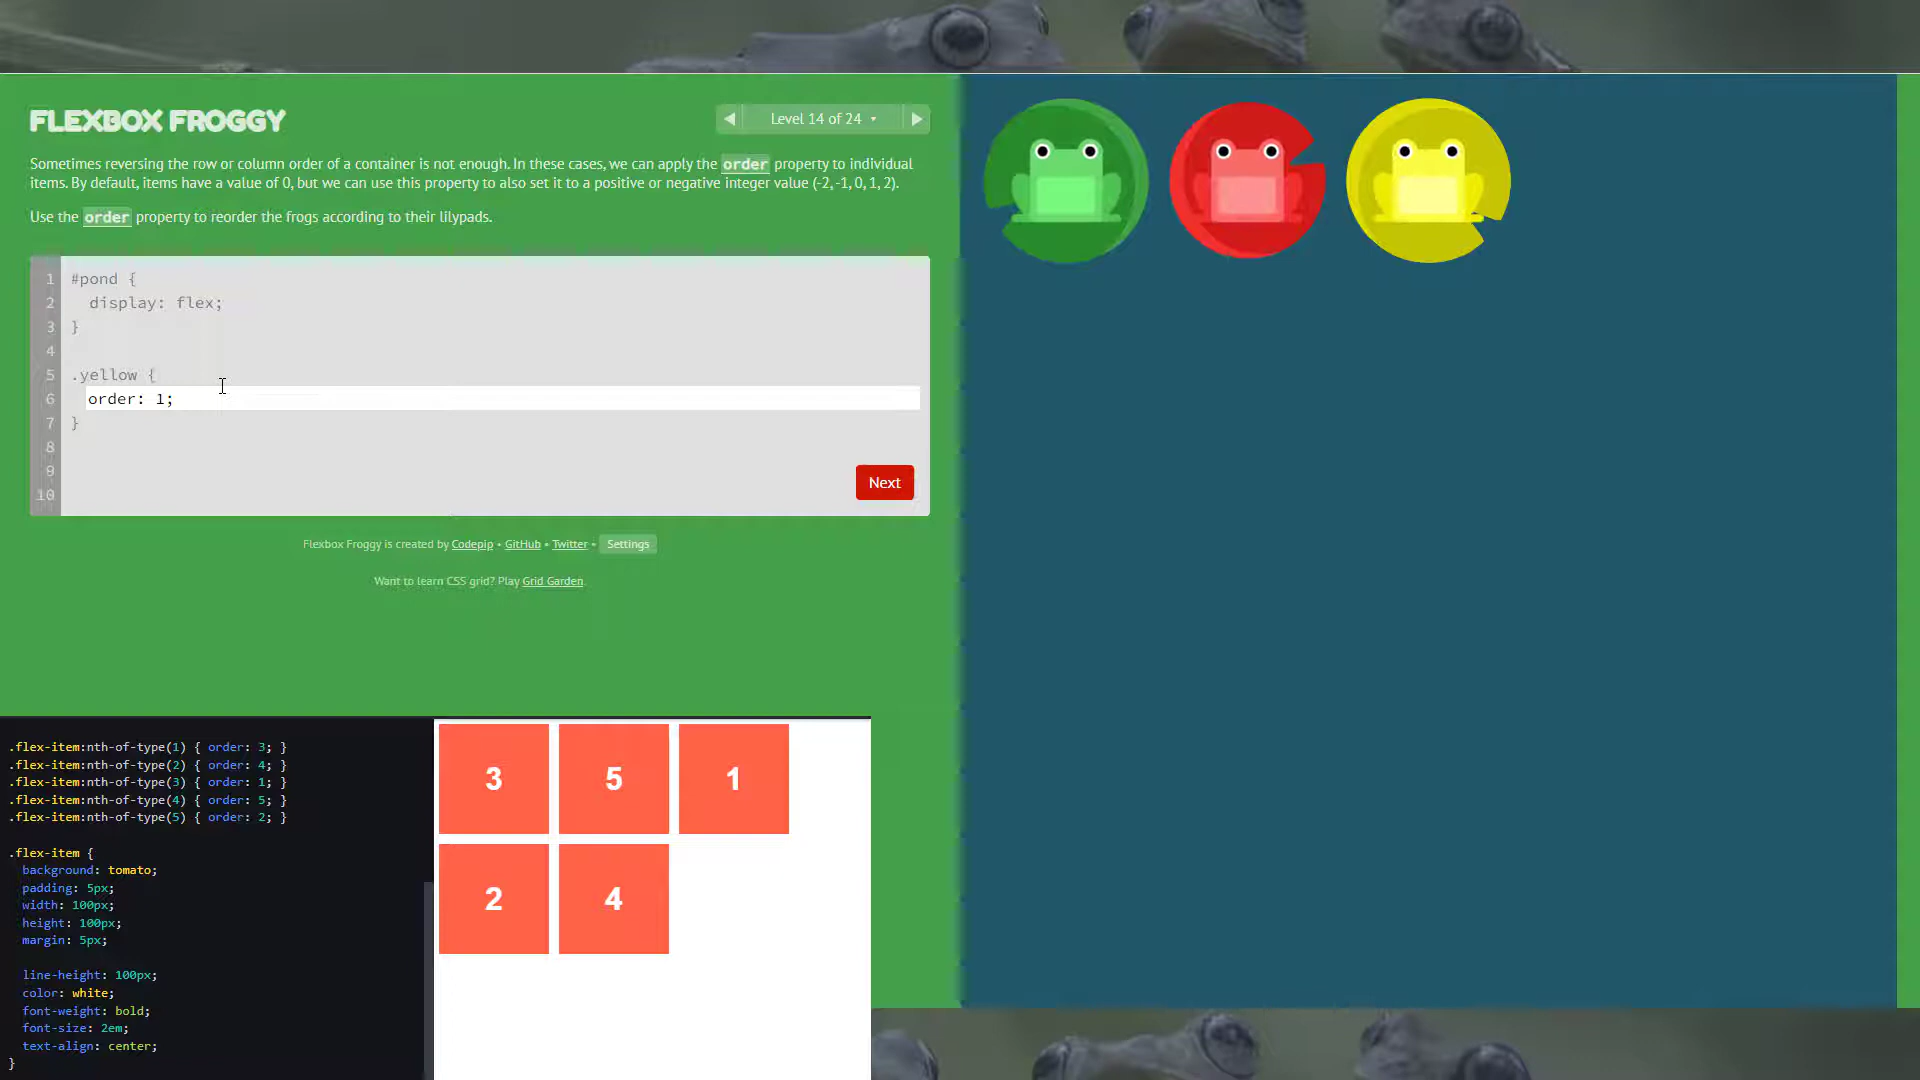 FLEXBOX FROGGY
Level 14 of 24
Sometimes reversing the row or column order of a container is not enough. In these cases, we can apply the order property to individual
items. By default, items have a value of 0, but we can use this property to also set it to a positive or negative integer value (-2, -1, 0, 1, 2).
Use the order property to reorder the frogs according to their lilypads.
1 #pond {
2 display: flex;
3 }
4
5 .yellow {
6 order: 1;
7 }
8
9
10
Next
Flexbox Froggy is created by Codepip • GitHub • Twitter • Settings
Want to learn CSS grid? Play Grid Garden.
.flex-item:nth-of-type(1) { order: 3; }
.flex-item:nth-of-type(2) { order: 4; }
.flex-item:nth-of-type(3) { order: 1; }
.flex-item:nth-of-type(4) { order: 5; }
.flex-item:nth-of-type(5) { order: 2; }
.flex-item {
background: tomato;
padding: 5px;
width: 100px;
height: 100px;
margin: 5px;
line-height: 100px;
color: white;
font-weight: bold;
font-size: 2em;
text-align: center;
}
3 5 1
2 4